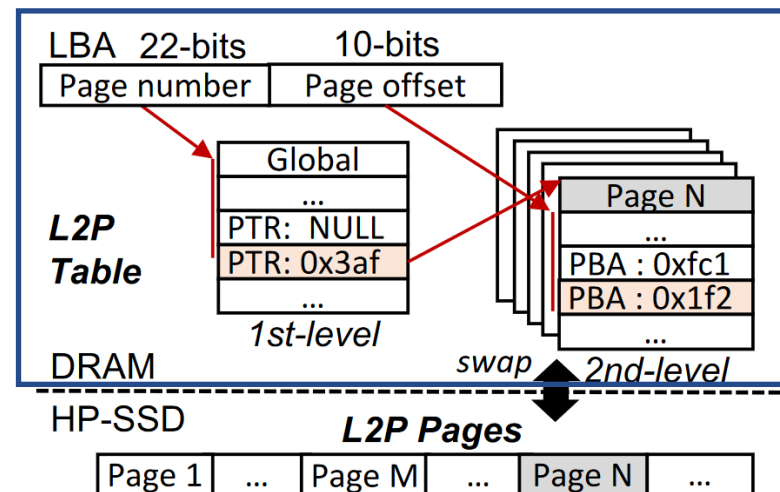 LBA 22-bits 10-bits
Page number Page offset
Global
...
PTR: NULL
PTR: 0x3af
...
1st-level
L2P
Table
Page N
...
PBA : 0xfc1
PBA : 0x1f2
...
2nd-level
swap
DRAM
HP-SSD
L2P Pages
Page 1 ... Page M ... Page N ...